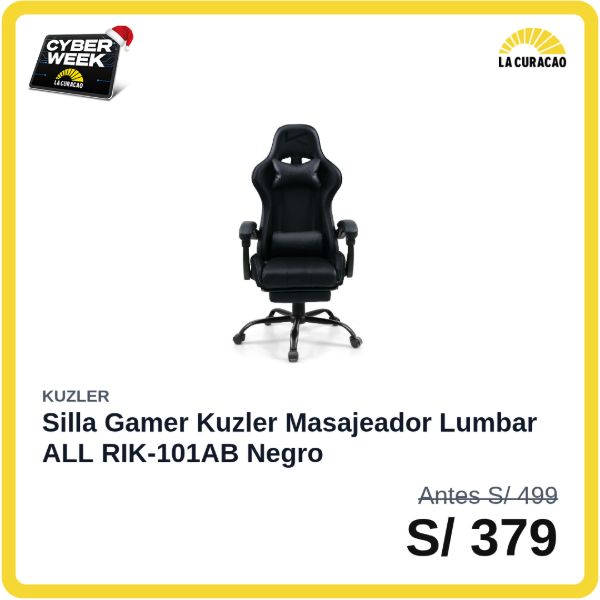 CYBER
WEEK
LA CURACAO
LA CURACAO
KUZLER
Silla Gamer Kuzler Masajeador Lumbar
ALL RIK-101AB Negro
Antes S/ 499
S/ 379